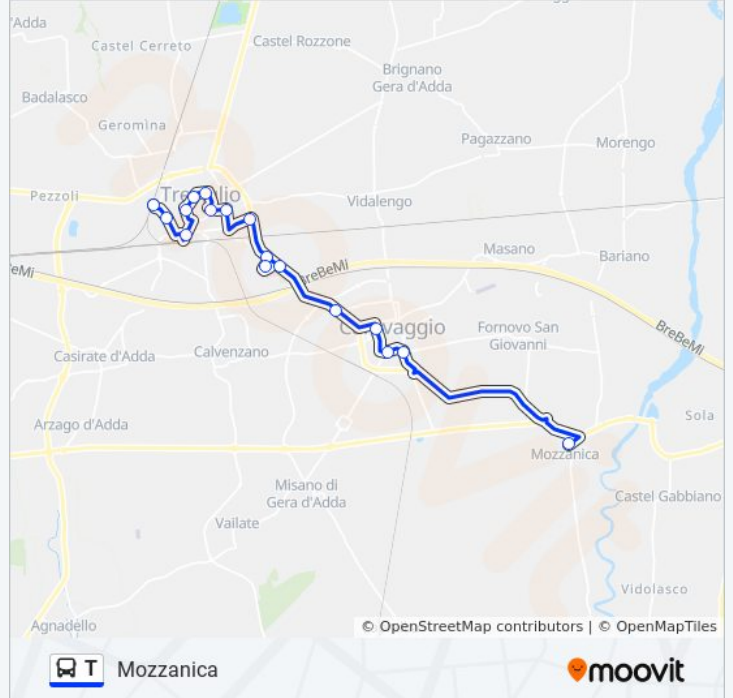 'Adda
Castel Cerreto
Castel Rozzone
Brignano
Gera d'Adda
Badalasco
Geromina
Pagazzano
Morengo
Pezzoli
Vidalengo
Masano
Bariano
BreBeMi
Fornovo San
Giovanni
BreBeMi
Casirate d'Adda
Calvenzano
Arzago d'Adda
Sola
Mozzanica
Misano di
Gera d'Adda
Castel Gabbiano
Vailate
Vidolasco
Agnadello
© OpenStreetMap contributors | © OpenMapTiles
T Mozzanica
moovit